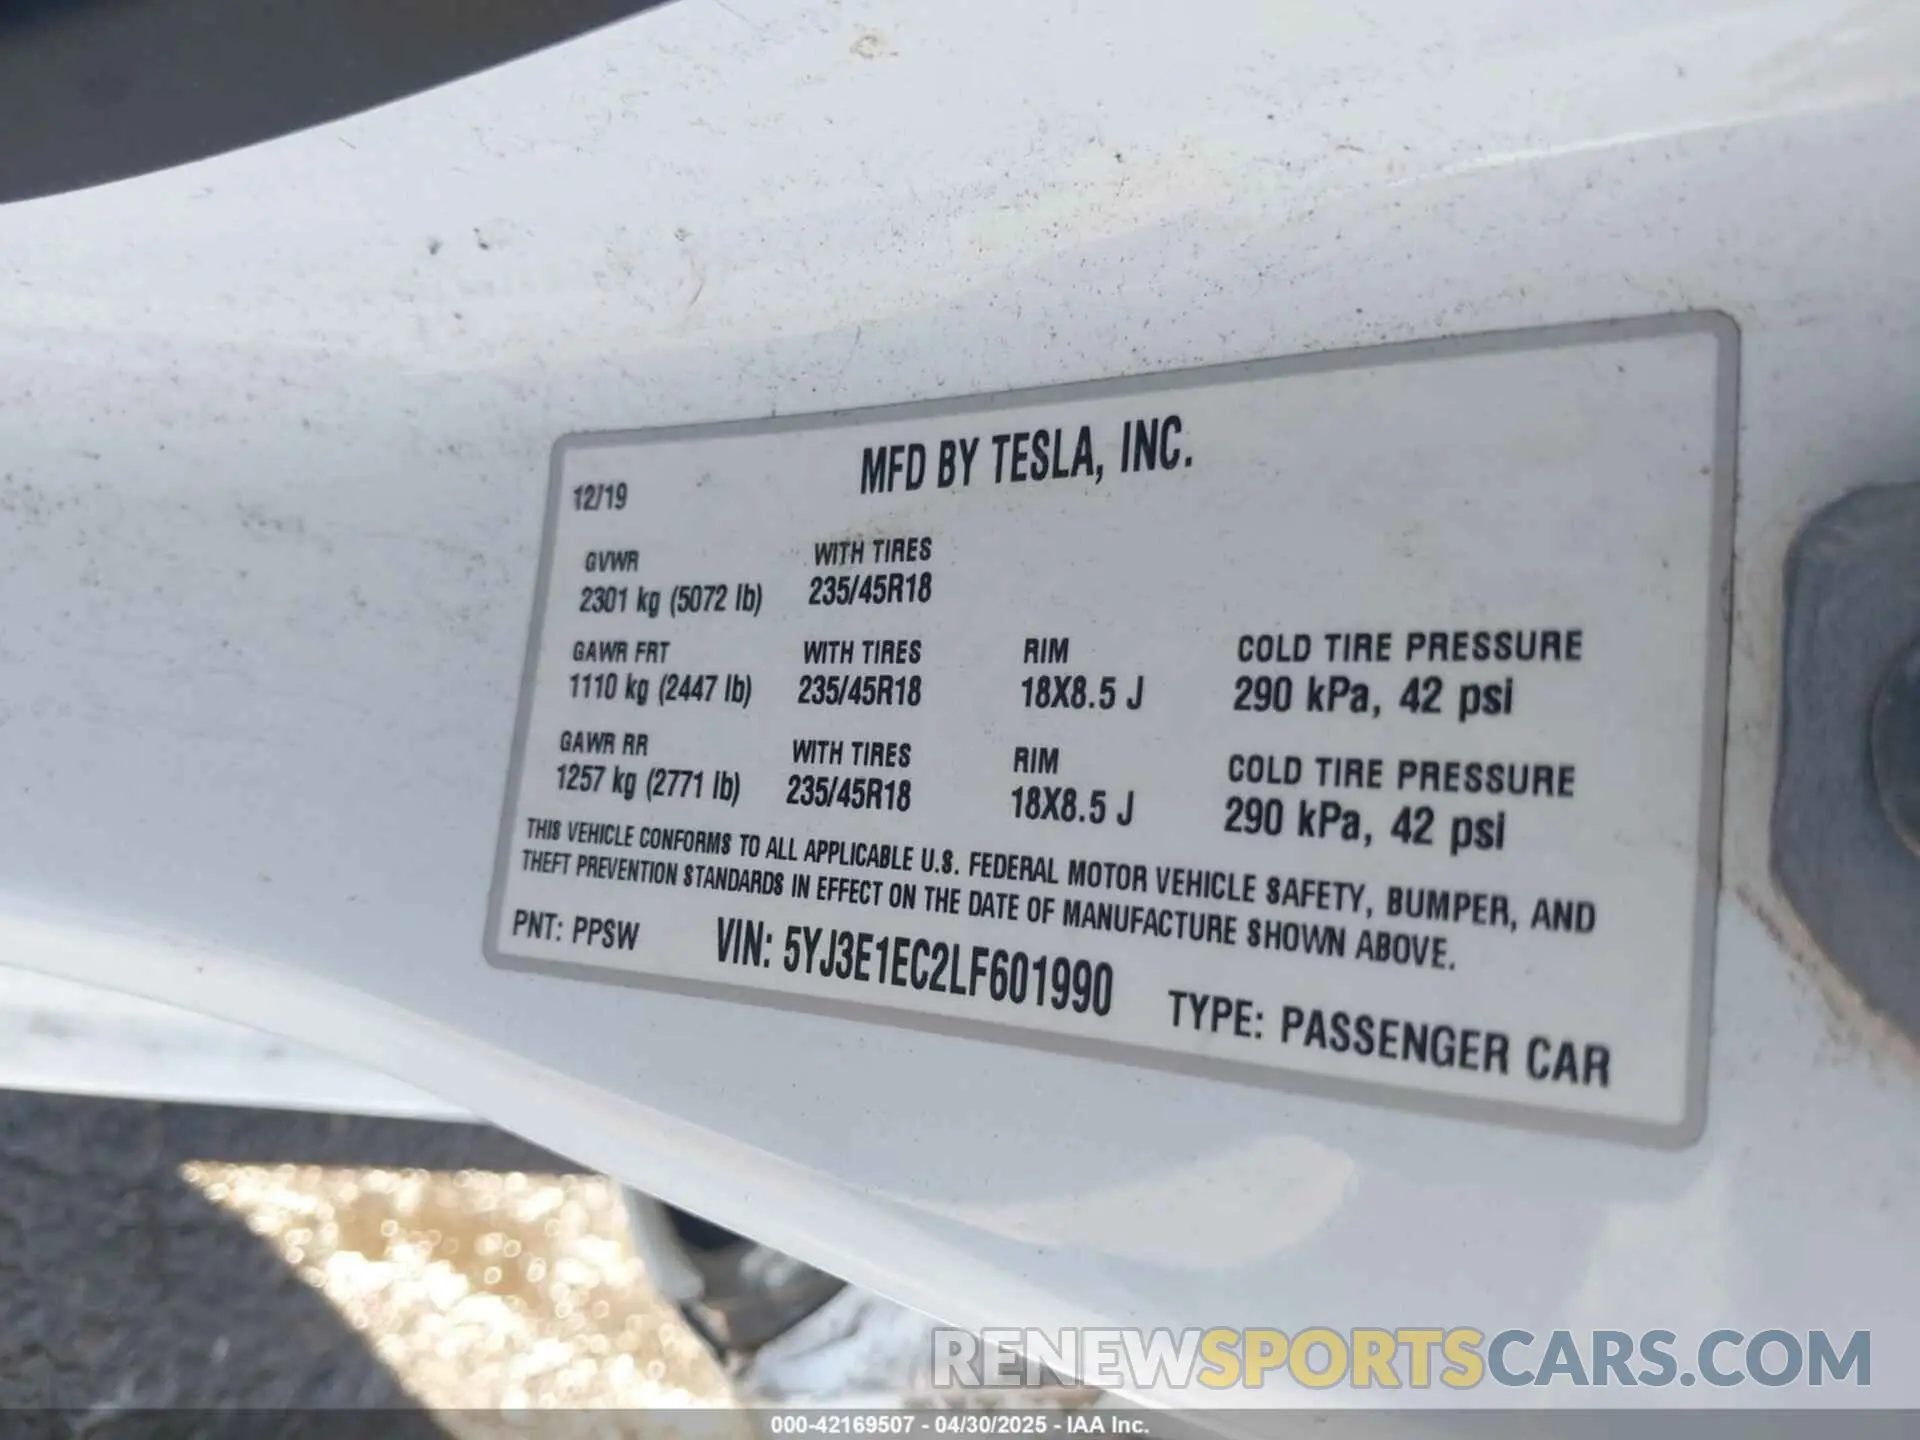 MFD BY TESLA, INC.
12/19
GVWR WITH TIRES
2301 kg (5072 lb) 235/45R18
GAWR FRT WITH TIRES RIM COLD TIRE PRESSURE
1110 kg (2447 lb) 235/45R18 18X8.5 J 290 kPa, 42 psi
GAWR RR WITH TIRES RIM COLD TIRE PRESSURE
1257 kg (2771 lb) 235/45R18 18X8.5 J 290 kPa, 42 psi
THIS VEHICLE CONFORMS TO ALL APPLICABLE U.S. FEDERAL MOTOR VEHICLE SAFETY, BUMPER, AND
THEFT PREVENTION STANDARDS IN EFFECT ON THE DATE OF MANUFACTURE SHOWN ABOVE.
PNT: PPSW VIN: 5YJ3E1EC2LF601990 TYPE: PASSENGER CAR
RENEWSPORTSCARS.COM
000-42169507 - 04/30/2025 - IAA Inc.